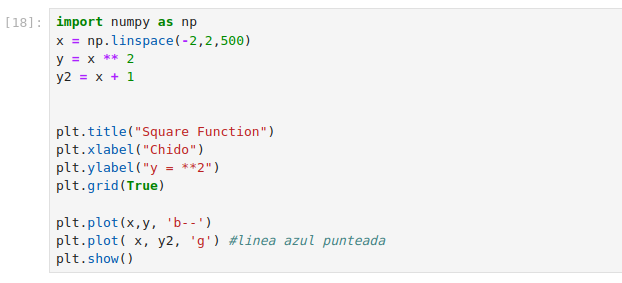 [18]: import numpy as np
x = np.linspace(-2,2,500)
y = x ** 2
y2 = x + 1
plt.title("Square Function")
plt.xlabel("Chido")
plt.ylabel("y = **2")
plt.grid(True)
plt.plot(x,y, 'b--')
plt.plot( x, y2, 'g') #linea azul punteada
plt.show()